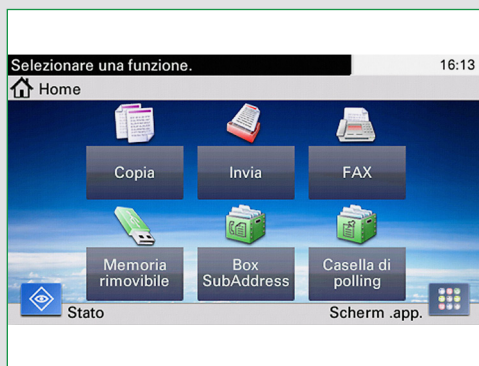 Selezionare una funzione.
16:13
Home
Copia
Invia
FAX
Memoria
rimovibile
Box
SubAddress
Casella di
polling
Stato
Scherm .app.